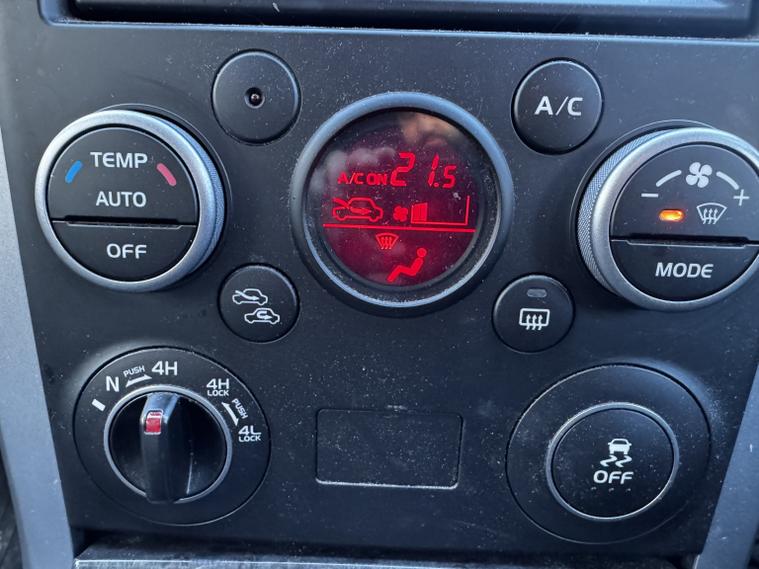 A/C
TEMP
AUTO
OFF
A/C ON 21.5
- +
MODE
N PUSH 4H
4H
LOCK
PUSH
4L
LOCK
OFF